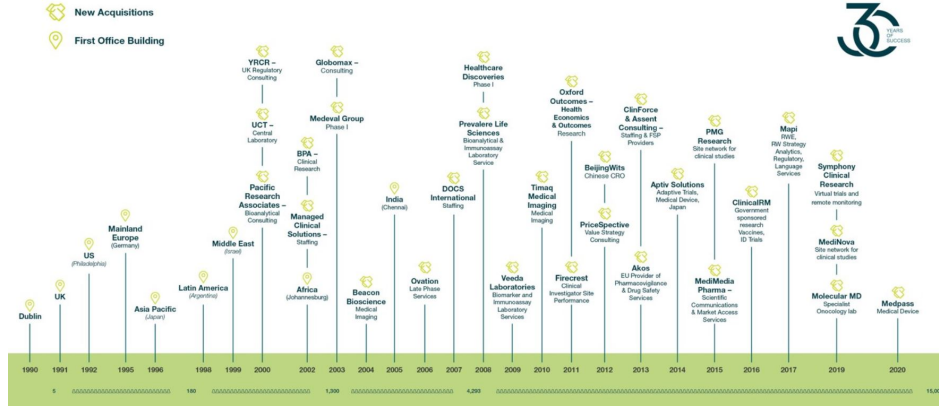 New Acquisitions
First Office Building
30
YEARS
OF
SUCCESS
Dublin
UK
US
(Philadelphia)
Mainland
Europe
(Germany)
Asia Pacific
(Japan)
Latin America
(Argentina)
Middle East
(Israel)
YRCR –
UK Regulatory
Consulting
UCT –
Central
Laboratory
Pacific
Research
Associates –
Bioanalytical
Consulting
BPA –
Clinical
Research
Managed
Clinical
Solutions –
Staffing
Africa
(Johannesburg)
Globomax –
Consulting
Medeval Group
Phase I
Beacon
Bioscience
Medical
Imaging
India
(Chennai)
Ovation
Late Phase
Services
DOCS
International
Staffing
Healthcare
Discoveries
Phase I
Prevalere Life
Sciences
Bioanalytical &
Immunoassay
Laboratory
Service
Veeda
Laboratories
Biomarker and
Immunoassay
Laboratory
Services
Timaq
Medical
Imaging
Medical
Imaging
Oxford
Outcomes –
Health
Economics
& Outcomes
Research
Firecrest
Clinical
Investigator Site
Performance
BeijingWits
Chinese CRO
PriceSpective
Value Strategy
Consulting
ClinForce
& Assent
Consulting –
Staffing & FSP
Providers
Akos
EU Provider of
Pharmacovigilance
& Drug Safety
Services
Aptiv Solutions
Adaptive Trials,
Medical Device,
Japan
PMG
Research
Site network for
clinical studies
MediMedia
Pharma –
Scientific
Communications
& Market Access
Services
ClinicalRM
Government
sponsored
research
Vaccines,
ID Trials
Mapi
RWE,
RW Strategy
Analytics,
Regulatory,
Language
Services
Symphony
Clinical
Research
Virtual trials and
remote monitoring
MediNova
Site network for
clinical studies
Molecular MD
Specialist
Onocology lab
Medpass
Medical Device
1990 1991 1992 1995 1996 1998 1999 2000 2002 2003 2004 2005 2006 2007 2008 2009 2010 2011 2012 2013 2014 2015 2016 2017 2019 2020
5 180 1,300 4,293